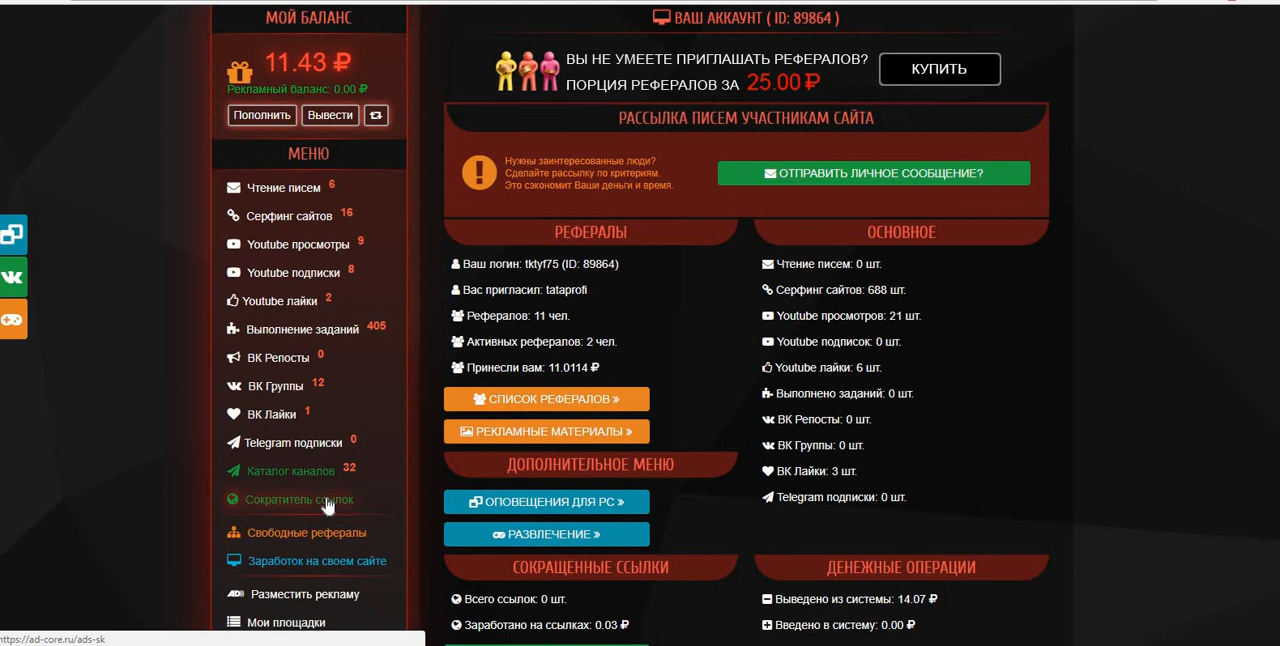 МОЙ БАЛАНС
11.43 ₽
Рекламный баланс: 0.00 ₽
Пополнить
Вывести
МЕНЮ
Чтение писем 6
Серфинг сайтов 16
Youtube просмотры 9
Youtube подписки 8
Youtube лайки 2
Выполнение заданий 405
ВК Репосты 0
ВК Группы 12
ВК Лайки 1
Telegram подписки 0
Каталог каналов 32
Сократитель ссылок
Свободные рефералы
Заработок на своем сайте
Разместить рекламу
Мои площадки
https://ad-core.ru/ads-sk
ВАШ АККАУНТ ( ID: 89864 )
ВЫ НЕ УМЕЕТЕ ПРИГЛАШАТЬ РЕФЕРАЛОВ?
ПОРЦИЯ РЕФЕРАЛОВ ЗА 25.00 ₽
КУПИТЬ
РАССЫЛКА ПИСЕМ УЧАСТНИКАМ САЙТА
Нужны заинтересованные люди?
Сделайте рассылку по критериям.
Это сэкономит Ваши деньги и время.
ОТПРАВИТЬ ЛИЧНОЕ СООБЩЕНИЕ?
РЕФЕРАЛЫ
Ваш логин: tktyf75 (ID: 89864)
Вас пригласил: tataprofi
Рефералов: 11 чел.
Активных рефералов: 2 чел.
Принесли вам: 11.0114 ₽
СПИСОК РЕФЕРАЛОВ »
РЕКЛАМНЫЕ МАТЕРИАЛЫ »
ДОПОЛНИТЕЛЬНОЕ МЕНЮ
ОПОВЕЩЕНИЯ ДЛЯ PC »
РАЗВЛЕЧЕНИЕ »
СОКРАЩЕННЫЕ ССЫЛКИ
Всего ссылок: 0 шт.
Заработано на ссылках: 0.03 ₽
ОСНОВНОЕ
Чтение писем: 0 шт.
Серфинг сайтов: 688 шт.
Youtube просмотров: 21 шт.
Youtube подписок: 0 шт.
Youtube лайки: 6 шт.
Выполнено заданий: 0 шт.
ВК Репосты: 0 шт.
ВК Группы: 0 шт.
ВК Лайки: 3 шт.
Telegram подписки: 0 шт.
ДЕНЕЖНЫЕ ОПЕРАЦИИ
Выведено из системы: 14.07 ₽
Введено в систему: 0.00 ₽